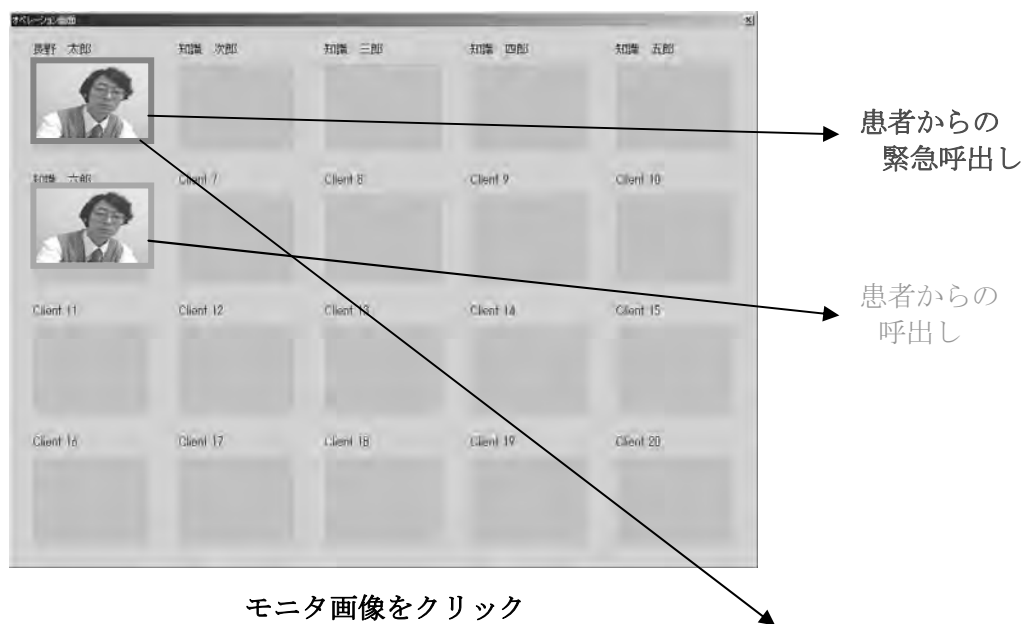 オペレーション画面
長野 太郎
知識 次郎
知識 三郎
知識 四郎
知識 五郎
患者からの
緊急呼出し
知識 六郎
Client 7
Client 8
Client 9
Client 10
患者からの
呼出し
Client 11
Client 12
Client 13
Client 14
Client 15
Client 16
Client 17
Client 18
Client 19
Client 20
モニタ画像をクリック